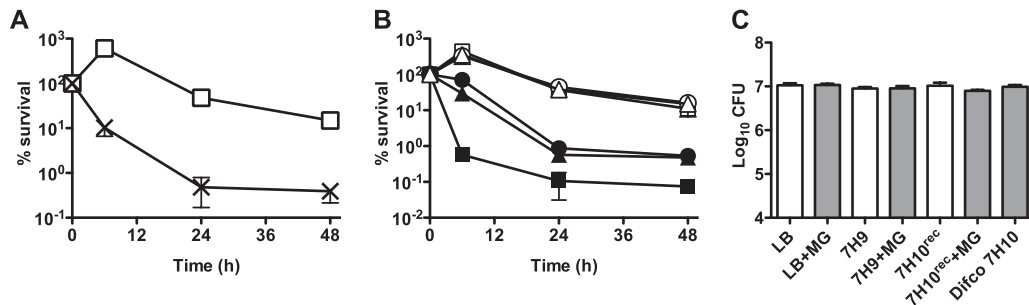 A
% survival
10³
10²
10¹
10⁰
10⁻¹
0 12 24 36 48
Time (h)
B
% survival
10³
10²
10¹
10⁰
10⁻¹
10⁻²
0 12 24 36 48
Time (h)
C
Log₁₀ CFU
8
7
6
5
4
LB
LB+MG
7H9
7H9+MG
7H10ʳᵉᶜ
7H10ʳᵉᶜ+MG
Difco 7H10